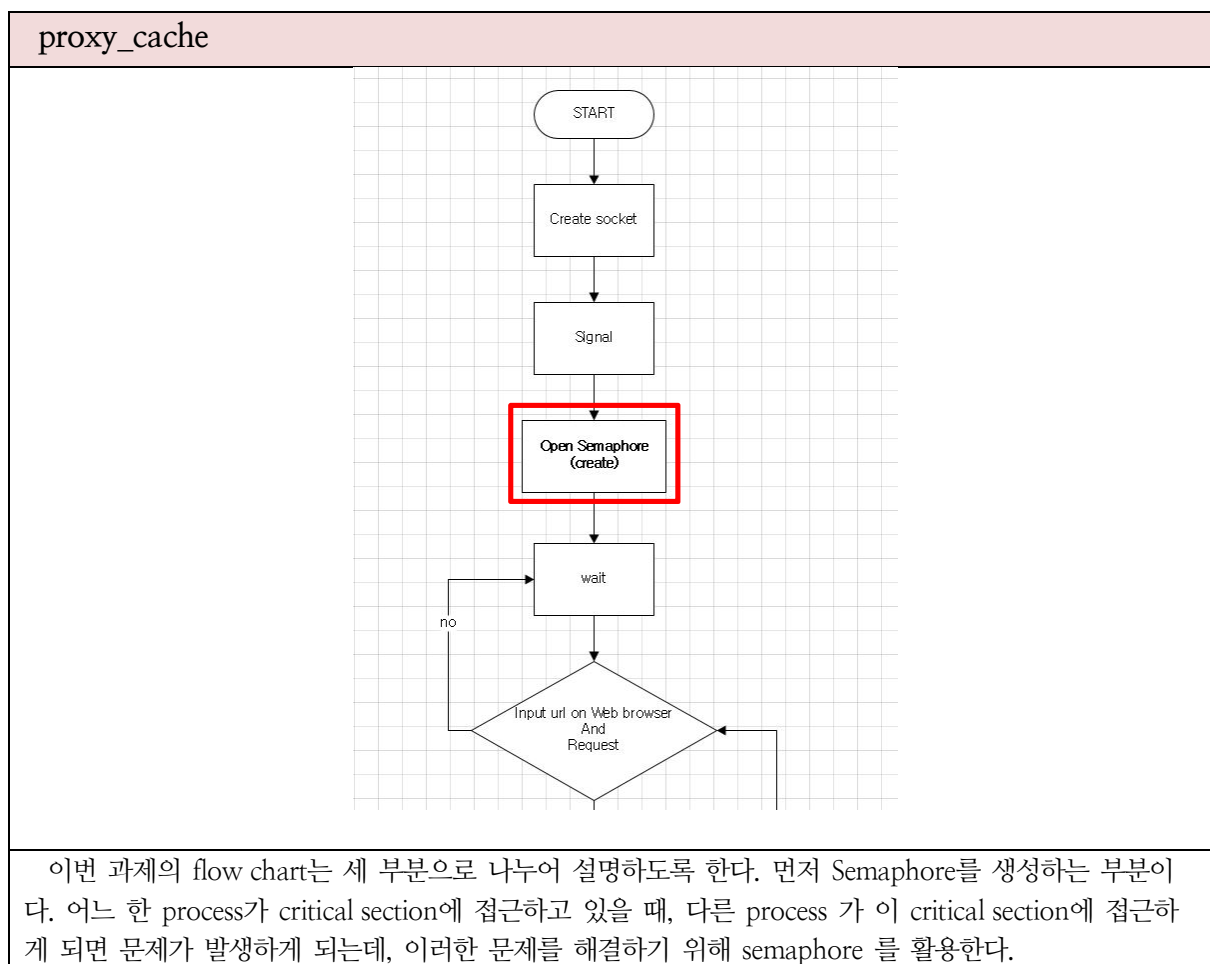 proxy_cache
START
Create socket
Signal
Open Semaphore
(create)
wait
no
Input url on Web browser
And
Request
이번 과제의 flow chart는 세 부분으로 나누어 설명하도록 한다. 먼저 Semaphore를 생성하는 부분이
다. 어느 한 process가 critical section에 접근하고 있을 때, 다른 process 가 이 critical section에 접근하
게 되면 문제가 발생하게 되는데, 이러한 문제를 해결하기 위해 semaphore 를 활용한다.